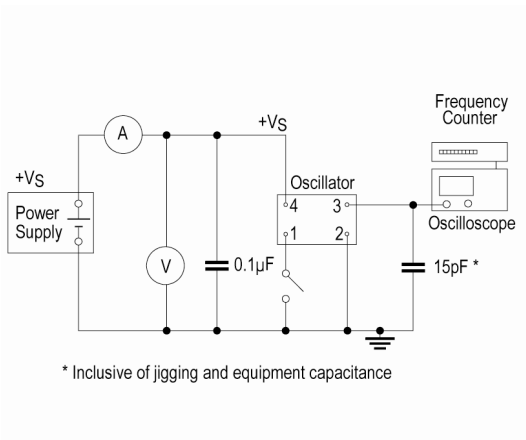 Frequency
Counter
+VS
A
+VS
Oscillator
Power
Supply
4
3
1
2
Oscilloscope
V
0.1µF
15pF *
* Inclusive of jigging and equipment capacitance